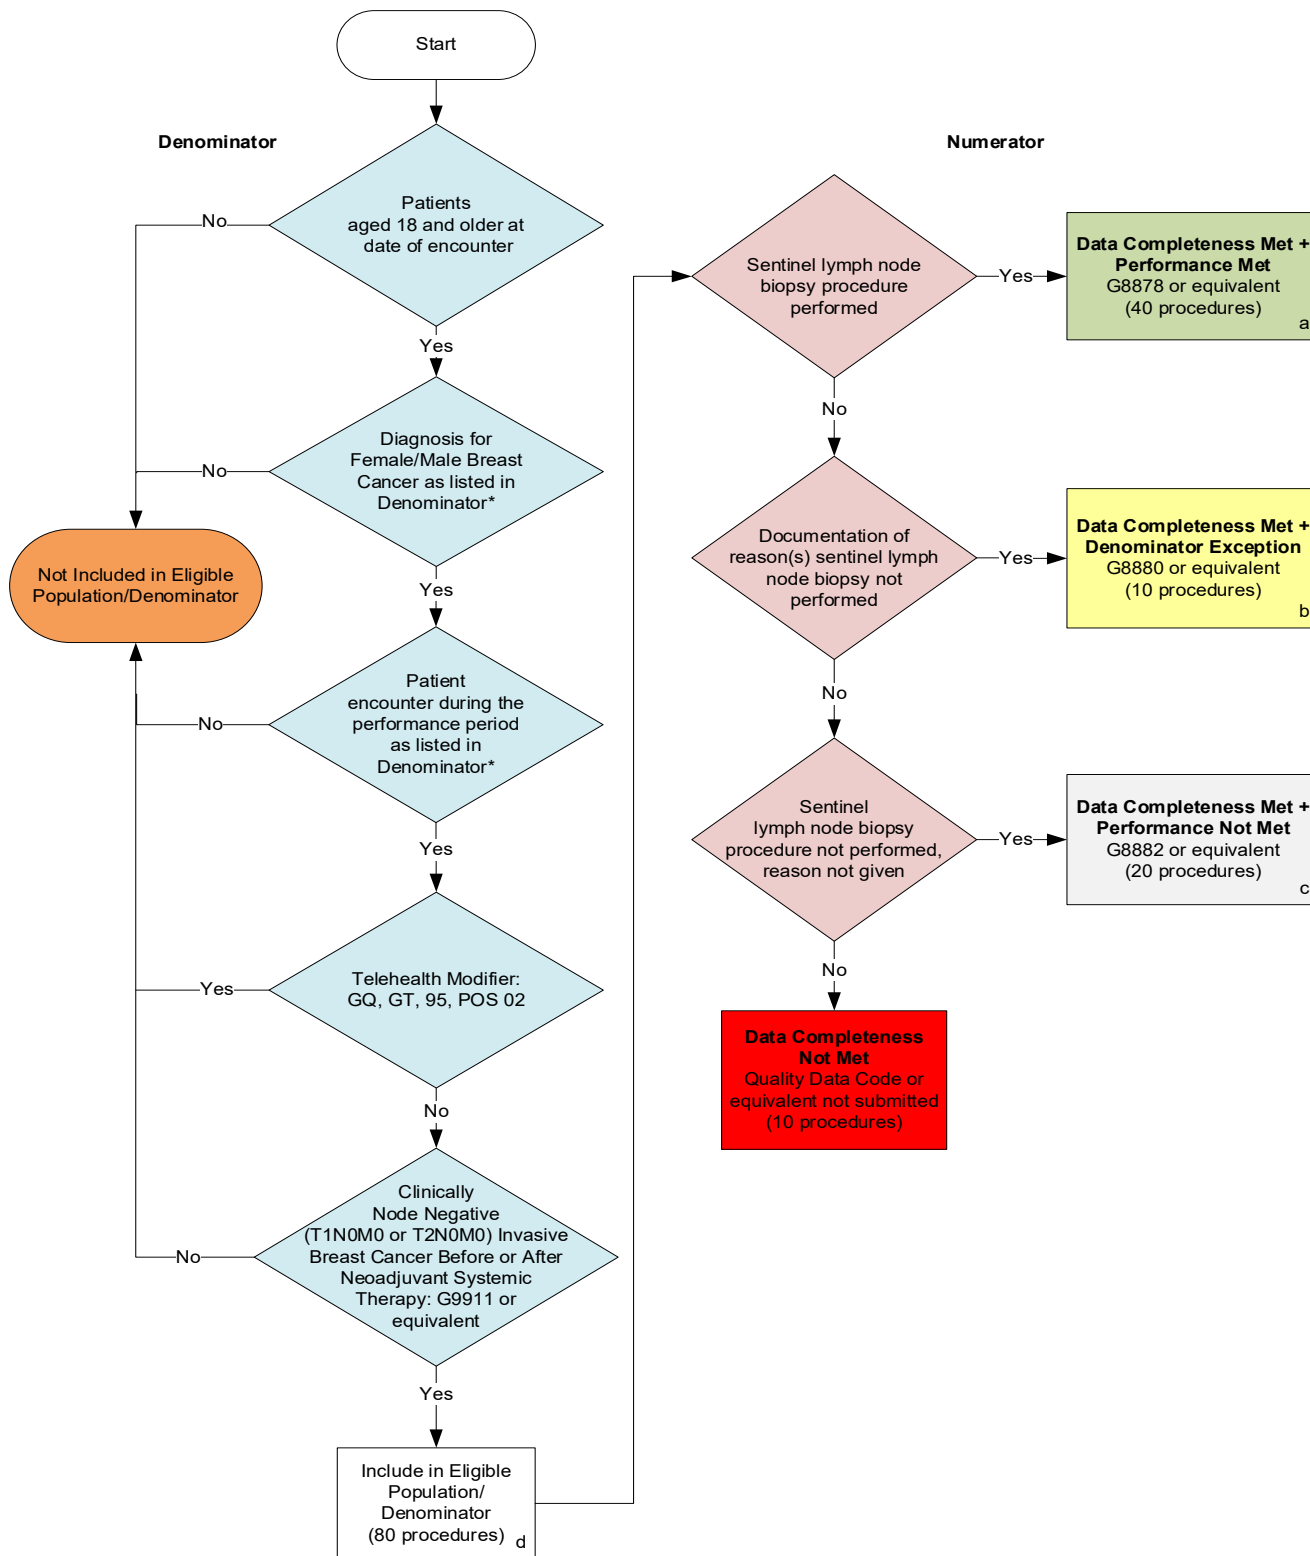 Start
Denominator
Patients
aged 18 and older at
date of encounter
No
Yes
Diagnosis for
Female/Male Breast
Cancer as listed in
Denominator*
No
Yes
Not Included in Eligible
Population/Denominator
Patient
encounter during the
performance period
as listed in
Denominator*
No
Yes
Telehealth Modifier:
GQ, GT, 95, POS 02
Yes
No
Clinically
Node Negative
(T1N0M0 or T2N0M0) Invasive
Breast Cancer Before or After
Neoadjuvant Systemic
Therapy: G9911 or
equivalent
No
Yes
Include in Eligible
Population/
Denominator
(80 procedures)
d
Numerator
Sentinel lymph node
biopsy procedure
performed
Yes
Data Completeness Met +
Performance Met
G8878 or equivalent
(40 procedures)
a
No
Documentation of
reason(s) sentinel lymph
node biopsy not
performed
Yes
Data Completeness Met +
Denominator Exception
G8880 or equivalent
(10 procedures)
b
No
Sentinel
lymph node biopsy
procedure not performed,
reason not given
Yes
Data Completeness Met +
Performance Not Met
G8882 or equivalent
(20 procedures)
c
No
Data Completeness
Not Met
Quality Data Code or
equivalent not submitted
(10 procedures)